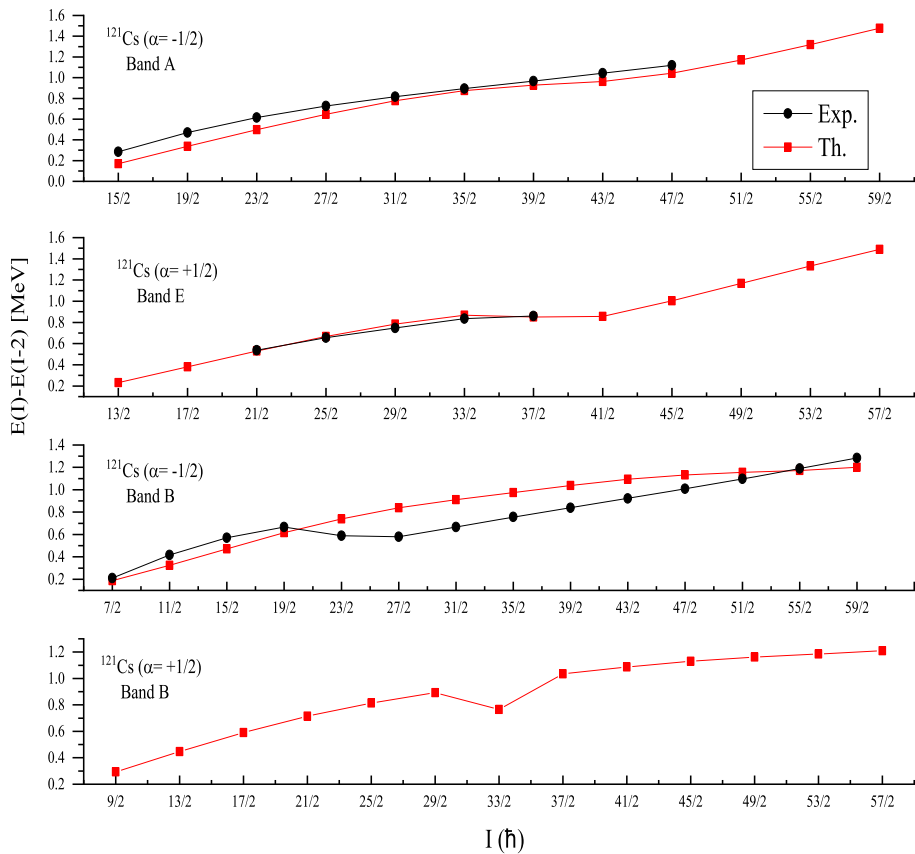 ¹²¹Cs (α= -1/2)
Band A
Exp.
Th.
1.6
1.4
1.2
1.0
0.8
0.6
0.4
0.2
0.0
15/2 19/2 23/2 27/2 31/2 35/2 39/2 43/2 47/2 51/2 55/2 59/2
¹²¹Cs (α= +1/2)
Band E
1.6
1.4
1.2
1.0
0.8
0.6
0.4
0.2
13/2 17/2 21/2 25/2 29/2 33/2 37/2 41/2 45/2 49/2 53/2 57/2
E(I)-E(I-2) [MeV]
¹²¹Cs (α= -1/2)
Band B
1.4
1.2
1.0
0.8
0.6
0.4
0.2
7/2 11/2 15/2 19/2 23/2 27/2 31/2 35/2 39/2 43/2 47/2 51/2 55/2 59/2
¹²¹Cs (α= +1/2)
Band B
1.2
1.0
0.8
0.6
0.4
0.2
9/2 13/2 17/2 21/2 25/2 29/2 33/2 37/2 41/2 45/2 49/2 53/2 57/2
I (ħ)